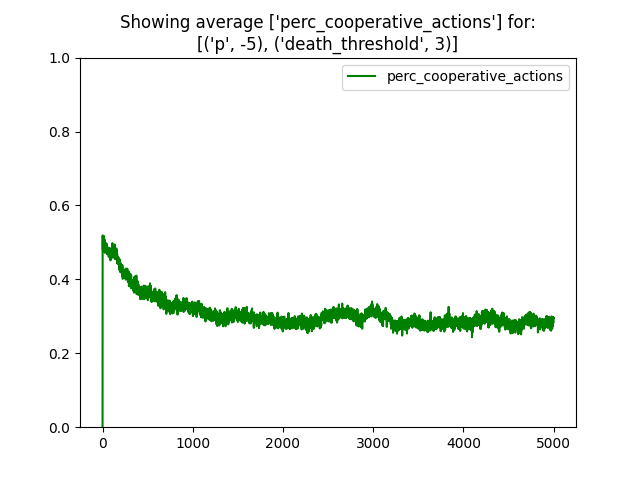 Showing average ['perc_cooperative_actions'] for:
[('p', -5), ('death_threshold', 3)]
perc_cooperative_actions
1.0
0.8
0.6
0.4
0.2
0.0
0 1000 2000 3000 4000 5000